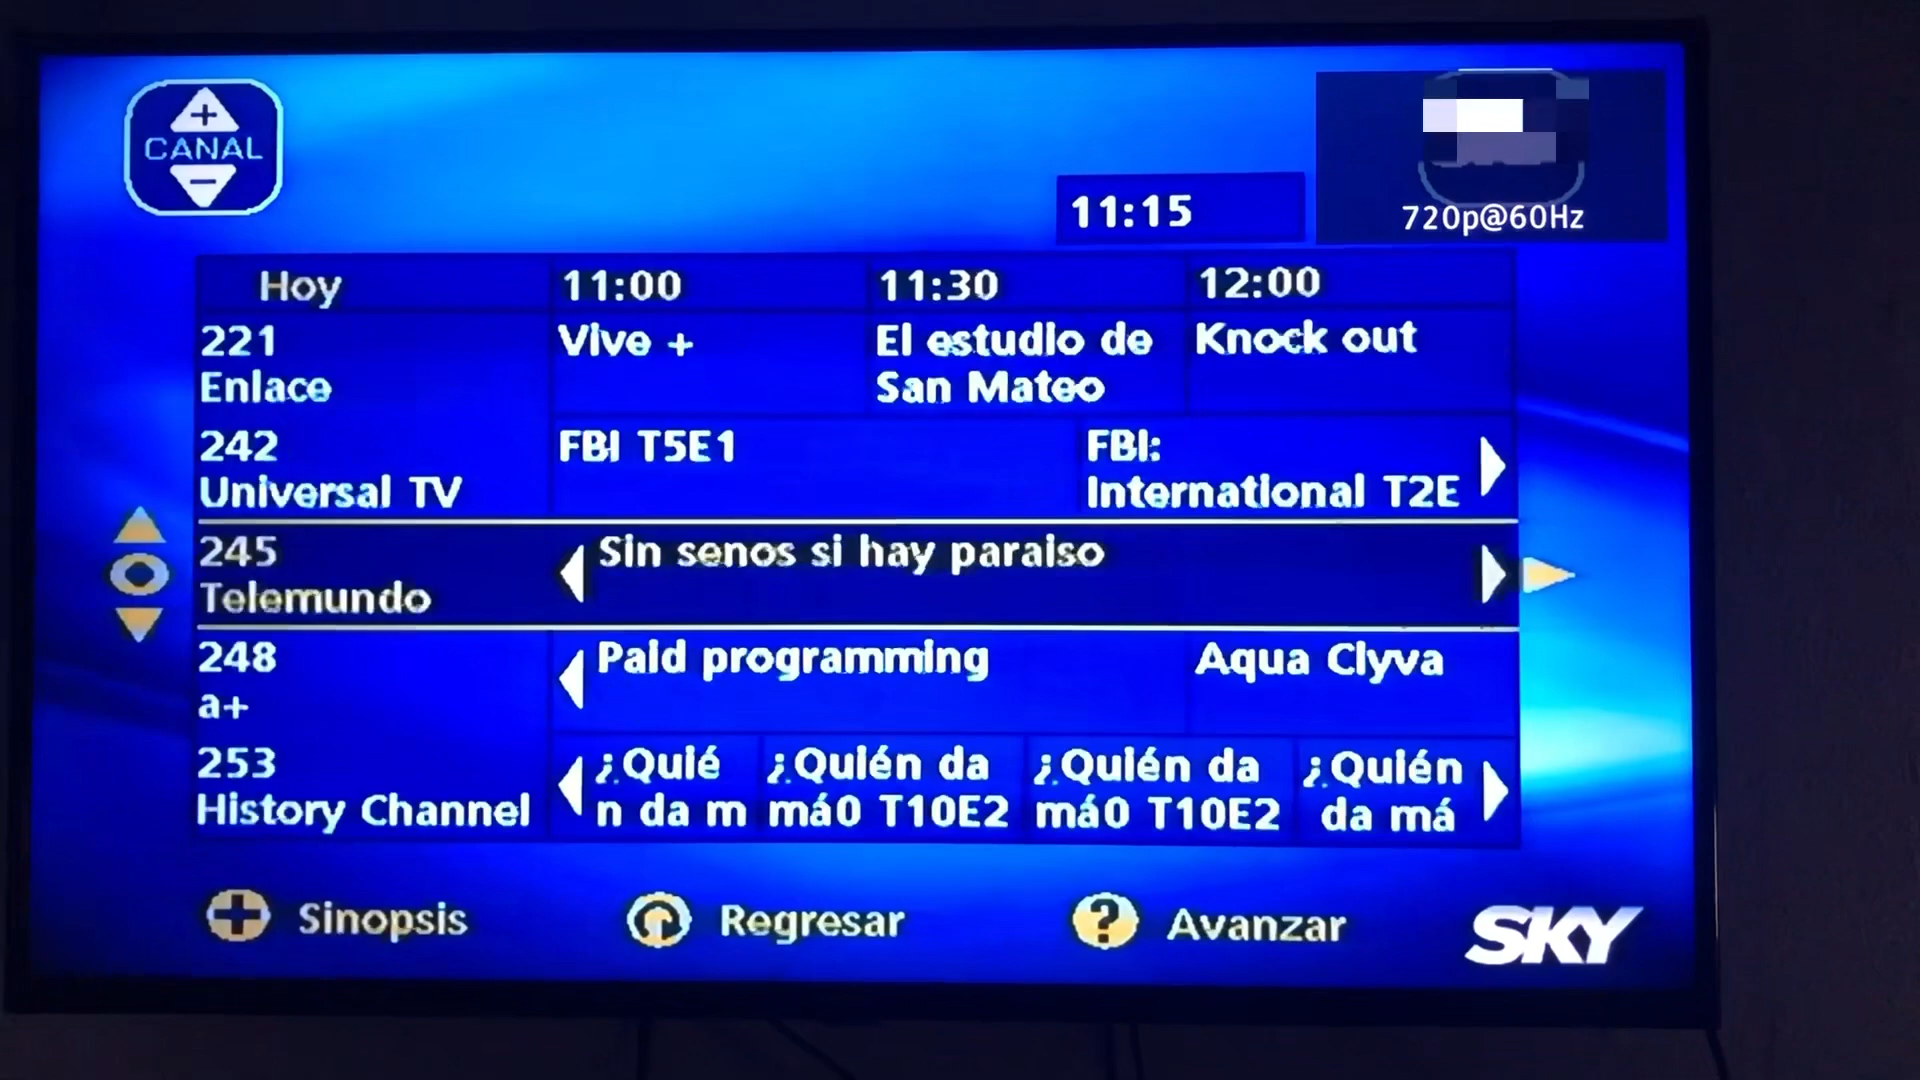 +
CANAL
−
11:15
720p@60Hz
Hoy 11:00 11:30 12:00
221 Vive + El estudio de Knock out
Enlace San Mateo
242 FBI T5E1 FBI:
Universal TV International T2E
245 Sin senos si hay paraiso
Telemundo
248 Paid programming Aqua Clyva
a+
253 ¿Quié ¿Quién da ¿Quién da ¿Quién
History Channel n da m má0 T10E2 má0 T10E2 da má
Sinopsis Regresar ? Avanzar SKY